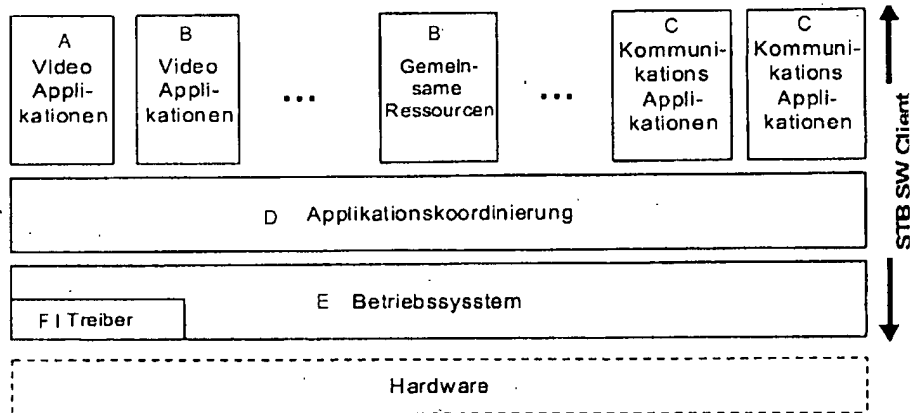 A
Video
Appli-
kationen
B
Video
Appli-
kationen
...
B
Gemein-
same
Ressourcen
...
C
Kommuni-
kations
Appli-
kationen
C
Kommuni-
kations
Appli-
kationen
D Applikationskoordinierung
E Betriebssysstem
F I Treiber
Hardware
STB SW Client